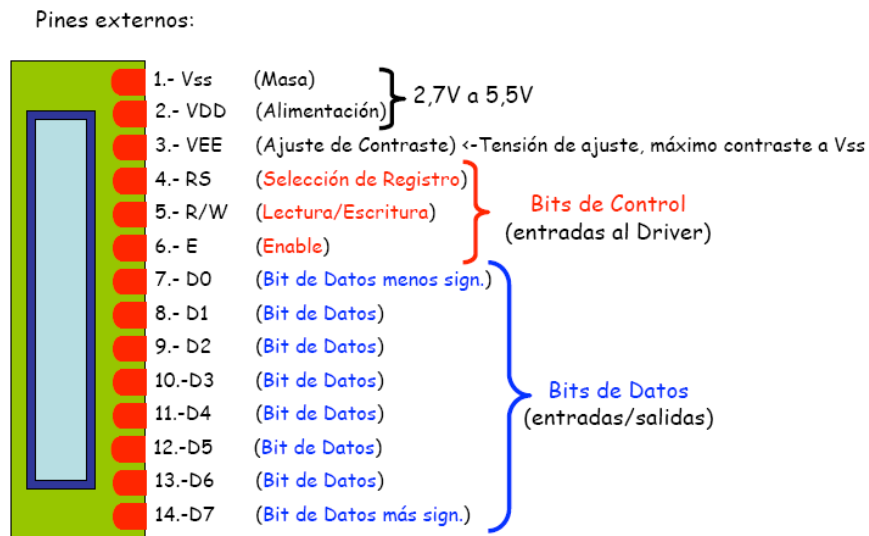 Pines externos:
1.- Vss (Masa)
2.- VDD (Alimentación)
2,7V a 5,5V
3.- VEE (Ajuste de Contraste) <-Tensión de ajuste, máximo contraste a Vss
4.- RS (Selección de Registro)
5.- R/W (Lectura/Escritura)
6.- E (Enable)
Bits de Control
(entradas al Driver)
7.- D0 (Bit de Datos menos sign.)
8.- D1 (Bit de Datos)
9.- D2 (Bit de Datos)
10.-D3 (Bit de Datos)
11.-D4 (Bit de Datos)
12.-D5 (Bit de Datos)
13.-D6 (Bit de Datos)
14.-D7 (Bit de Datos más sign.)
Bits de Datos
(entradas/salidas)